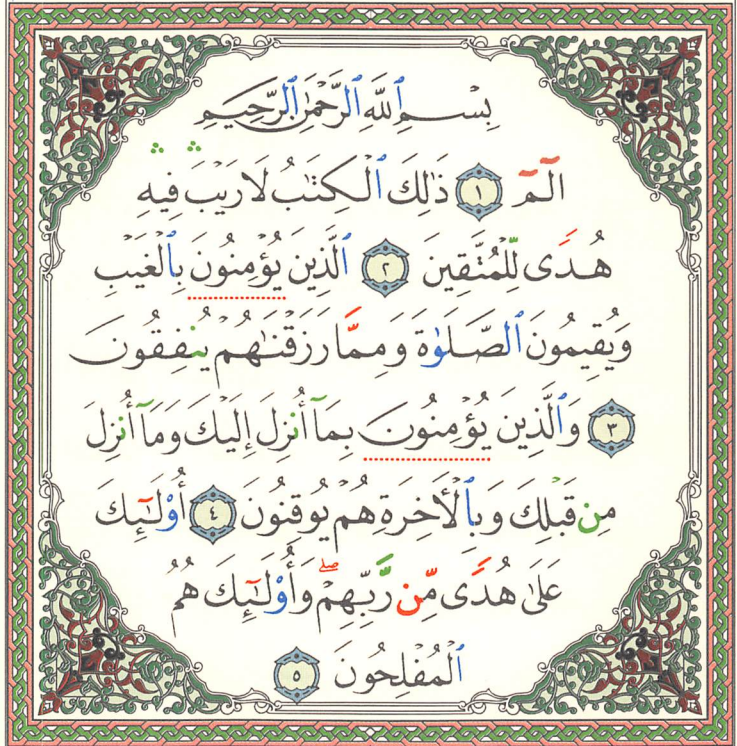 بِسْمِ ٱللَّهِ ٱلرَّحْمَٰنِ ٱلرَّحِيمِ
الٓمٓ ١ ذَٰلِكَ ٱلْكِتَٰبُ لَا رَيْبَ فِيهِ
هُدًى لِّلْمُتَّقِينَ ٢ ٱلَّذِينَ يُؤْمِنُونَ بِٱلْغَيْبِ
وَيُقِيمُونَ ٱلصَّلَوٰةَ وَمِمَّا رَزَقْنَٰهُمْ يُنفِقُونَ
٣ وَٱلَّذِينَ يُؤْمِنُونَ بِمَآ أُنزِلَ إِلَيْكَ وَمَآ أُنزِلَ
مِن قَبْلِكَ وَبِٱلْأَخِرَةِ هُمْ يُوقِنُونَ ٤ أُوْلَٰٓئِكَ
عَلَىٰ هُدًى مِّن رَّبِّهِمْ ۖ وَأُوْلَٰٓئِكَ هُمُ
ٱلْمُفْلِحُونَ ٥